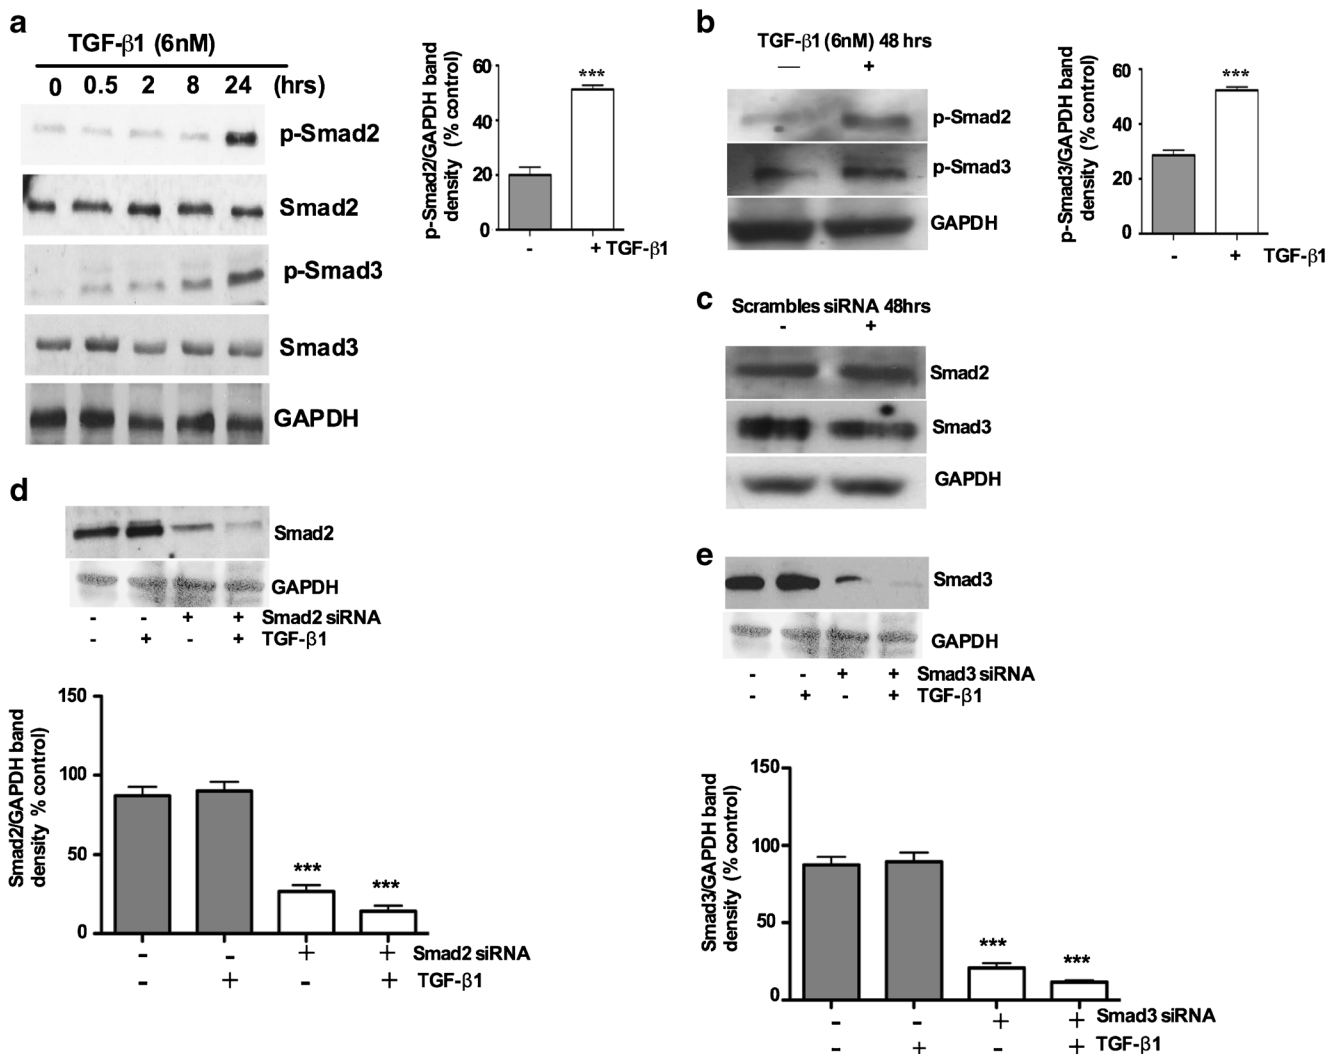 a
TGF-β1 (6nM)
0 0.5 2 8 24 (hrs)
p-Smad2
Smad2
p-Smad3
Smad3
GAPDH
p-Smad2/GAPDH band
density (% control)
60
40
20
0
***
- + TGF-β1
b
TGF-β1 (6nM) 48 hrs
— +
p-Smad2
p-Smad3
GAPDH
p-Smad3/GAPDH band
density (% control)
60
40
20
0
***
- + TGF-β1
c
Scrambles siRNA 48hrs
- +
Smad2
Smad3
GAPDH
d
Smad2
GAPDH
- - + + Smad2 siRNA
- + - + TGF-β1
Smad2/GAPDH band
density % control)
150
100
50
0
***
***
- - + + Smad2 siRNA
- + - + TGF-β1
e
Smad3
GAPDH
- - + + Smad3 siRNA
- + - + TGF-β1
Smad3/GAPDH band
density (% control)
150
100
50
0
***
***
- - + + Smad3 siRNA
- + - + TGF-β1